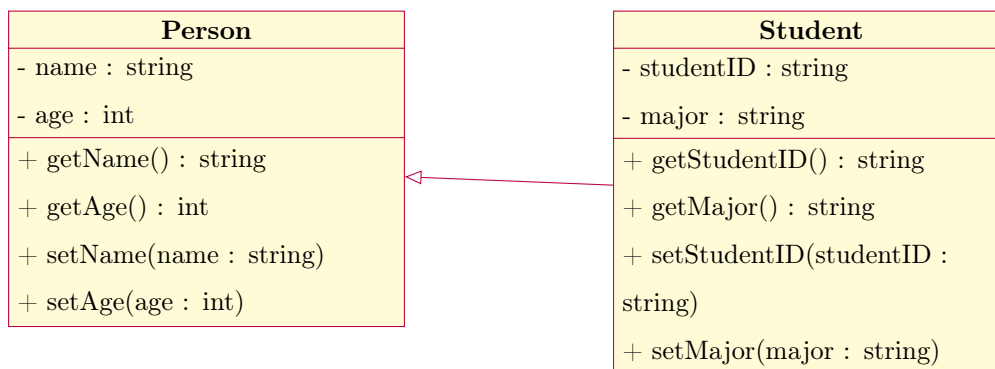 Person
- name : string
- age : int
+ getName() : string
+ getAge() : int
+ setName(name : string)
+ setAge(age : int)
Student
- studentID : string
- major : string
+ getStudentID() : string
+ getMajor() : string
+ setStudentID(studentID :
string)
+ setMajor(major : string)